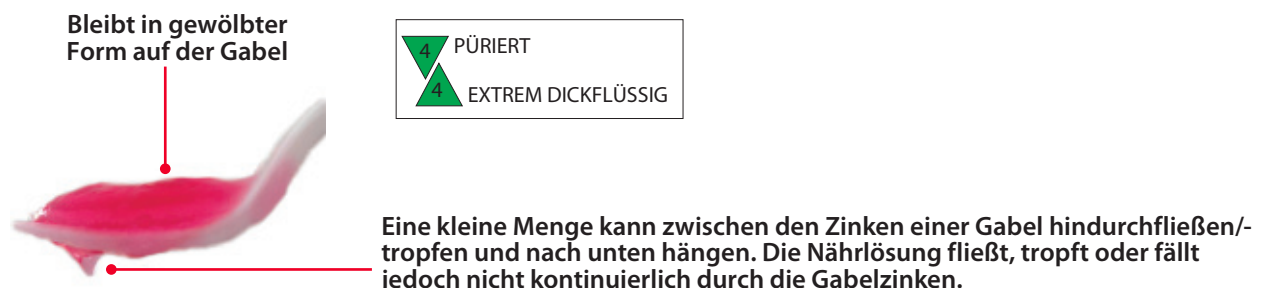 Bleibt in gewölbter
Form auf der Gabel
4 PÜRIERT
4 EXTREM DICKFLÜSSIG
Eine kleine Menge kann zwischen den Zinken einer Gabel hindurchfließen/-
tropfen und nach unten hängen. Die Nährlösung fließt, tropft oder fällt
jedoch nicht kontinuierlich durch die Gabelzinken.